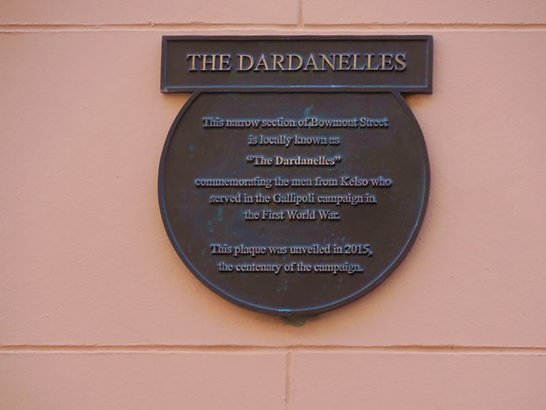 THE DARDANELLES
This narrow section of Bowmont Street
is locally known as
“The Dardanelles”
commemorating the men from Kelso who
served in the Gallipoli campaign in
the First World War.
This plaque was unveiled in 2015,
the centenary of the campaign.